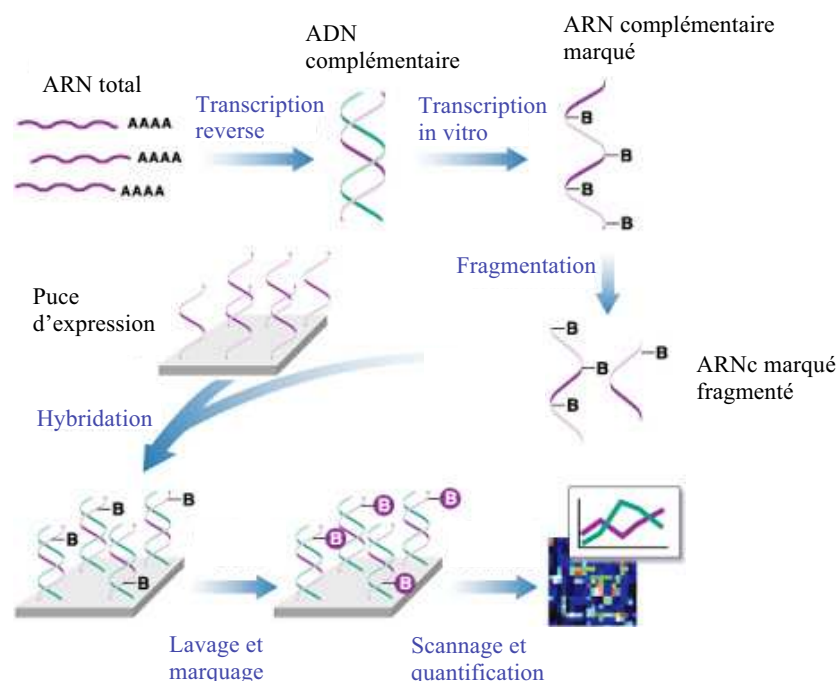 ARN total
AAAA
AAAA
AAAA
Transcription
reverse
ADN
complémentaire
Transcription
in vitro
ARN complémentaire
marqué
B
B
B
B
Fragmentation
B
B
B
B
ARNc marqué
fragmenté
Puce
d’expression
Hybridation
B
B
B
B
Lavage et
marquage
B
B
B
B
Scannage et
quantification